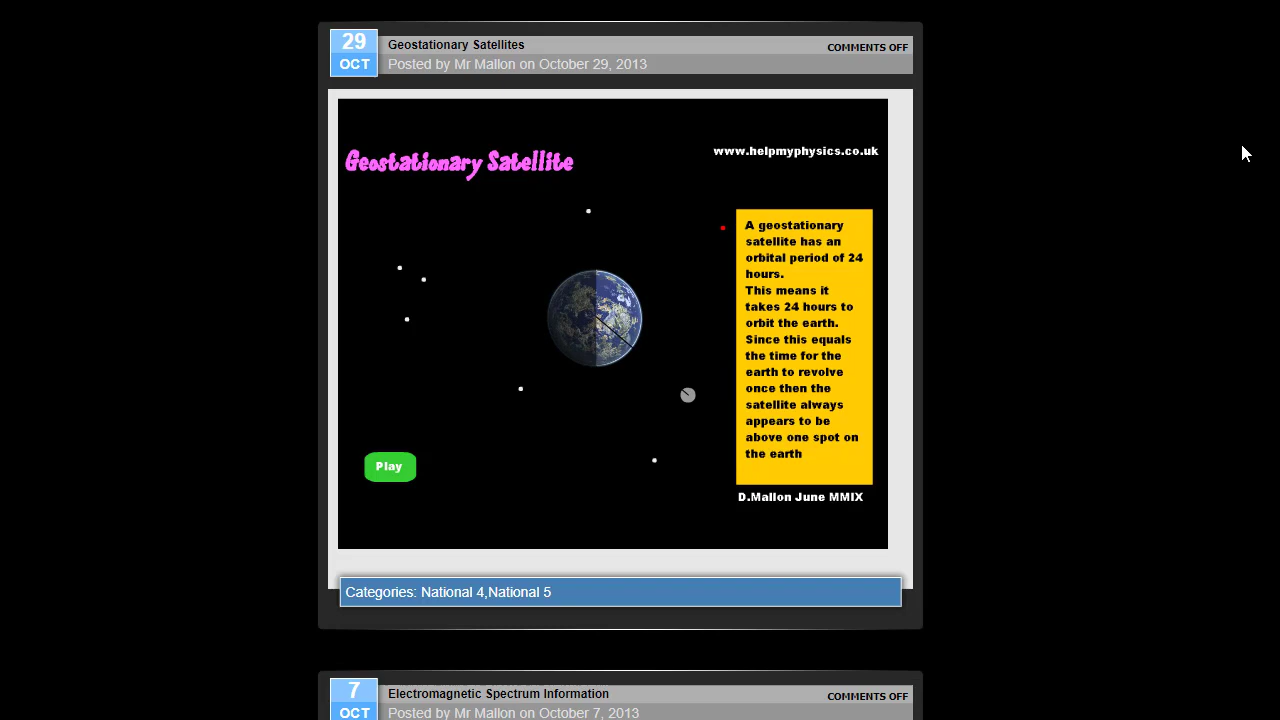 29
OCT
Geostationary Satellites
COMMENTS OFF
Posted by Mr Mallon on October 29, 2013
Geostationary Satellite
www.helpmyphysics.co.uk
A geostationary
satellite has an
orbital period of 24
hours.
This means it
takes 24 hours to
orbit the earth.
Since this equals
the time for the
earth to revolve
once then the
satellite always
appears to be
above one spot on
the earth
Play
D.Mallon June MMIX
Categories: National 4,National 5
7
OCT
Electromagnetic Spectrum Information
COMMENTS OFF
Posted by Mr Mallon on October 7, 2013